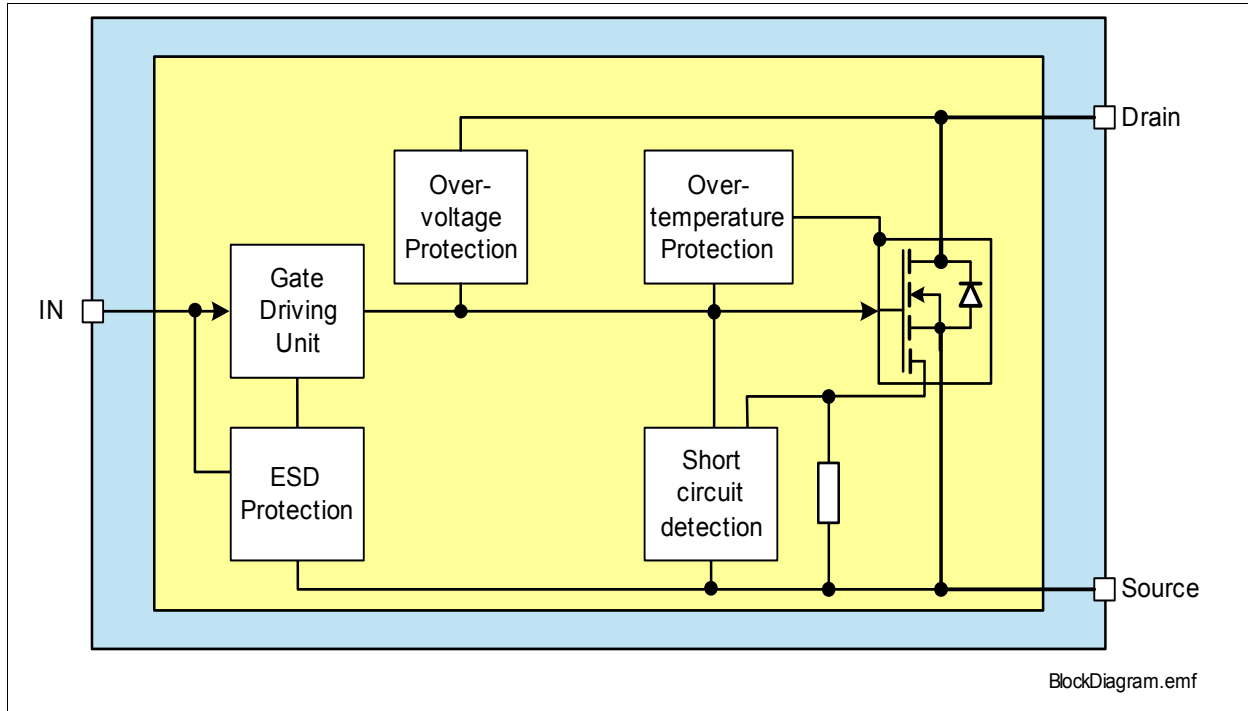 Drain
Over-
voltage
Protection
Over-
temperature
Protection
Gate
Driving
Unit
IN
ESD
Protection
Short
circuit
detection
Source
BlockDiagram.emf